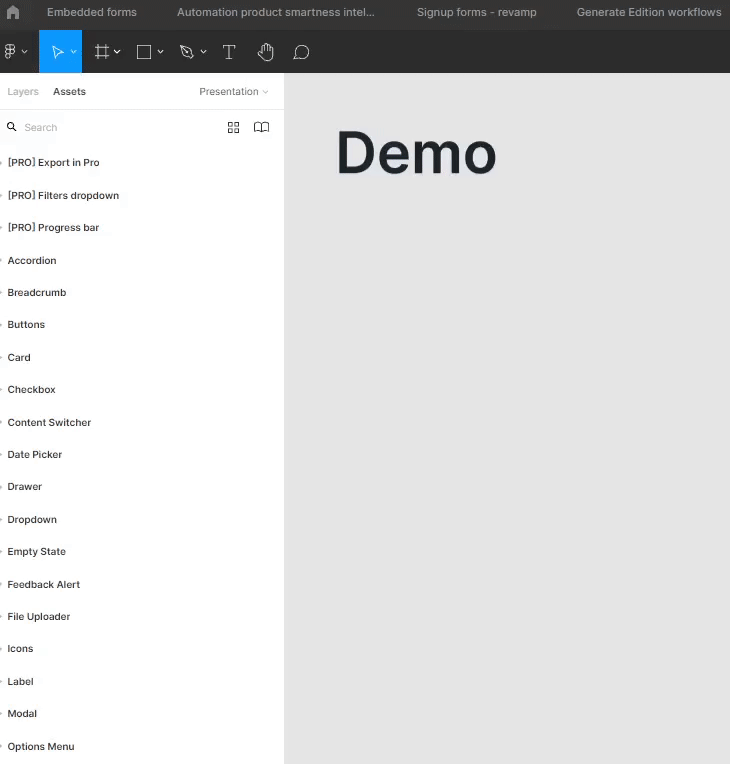 Embedded forms Automation product smartness intel... Signup forms - revamp Generate Edition workflows
Layers Assets Presentation
Search
Demo
[PRO] Export in Pro
[PRO] Filters dropdown
[PRO] Progress bar
Accordion
Breadcrumb
Buttons
Card
Checkbox
Content Switcher
Date Picker
Drawer
Dropdown
Empty State
Feedback Alert
File Uploader
Icons
Label
Modal
Options Menu